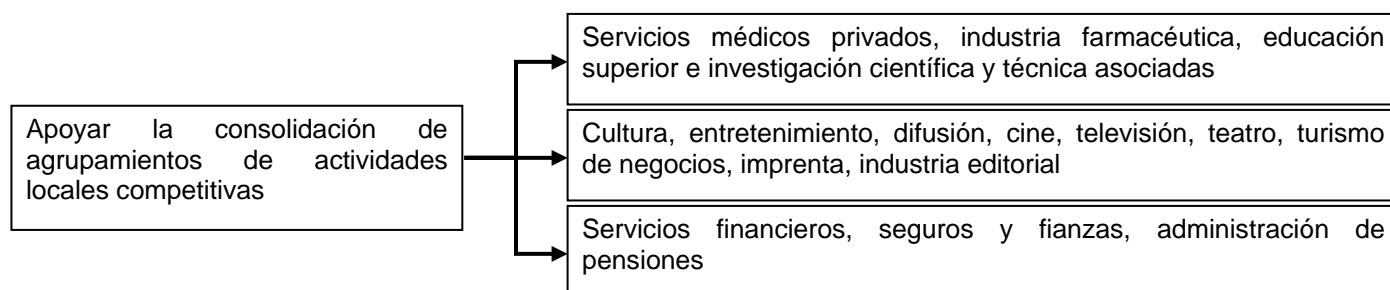 Apoyar la consolidación de
agrupamientos de actividades
locales competitivas
Servicios médicos privados, industria farmacéutica, educación
superior e investigación científica y técnica asociadas
Cultura, entretenimiento, difusión, cine, televisión, teatro, turismo
de negocios, imprenta, industria editorial
Servicios financieros, seguros y fianzas, administración de
pensiones